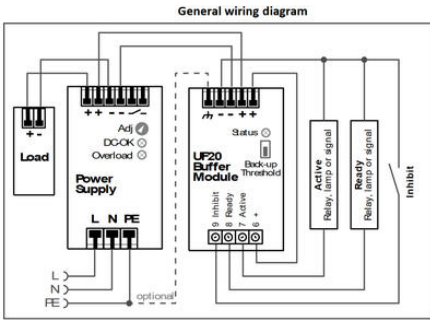 General wiring diagram
+ + - -
- - + +
Adj
DC-OK
Overload
Power
Supply
L N PE
+ -
Load
Status
UF20
Buffer
Module
Back-up
Threshold
9 Inhibit
8 Ready
7 Active
6 +
Active
Relay, lamp or signal
Ready
Relay, lamp or signal
Inhibit
L
N
PE
optional